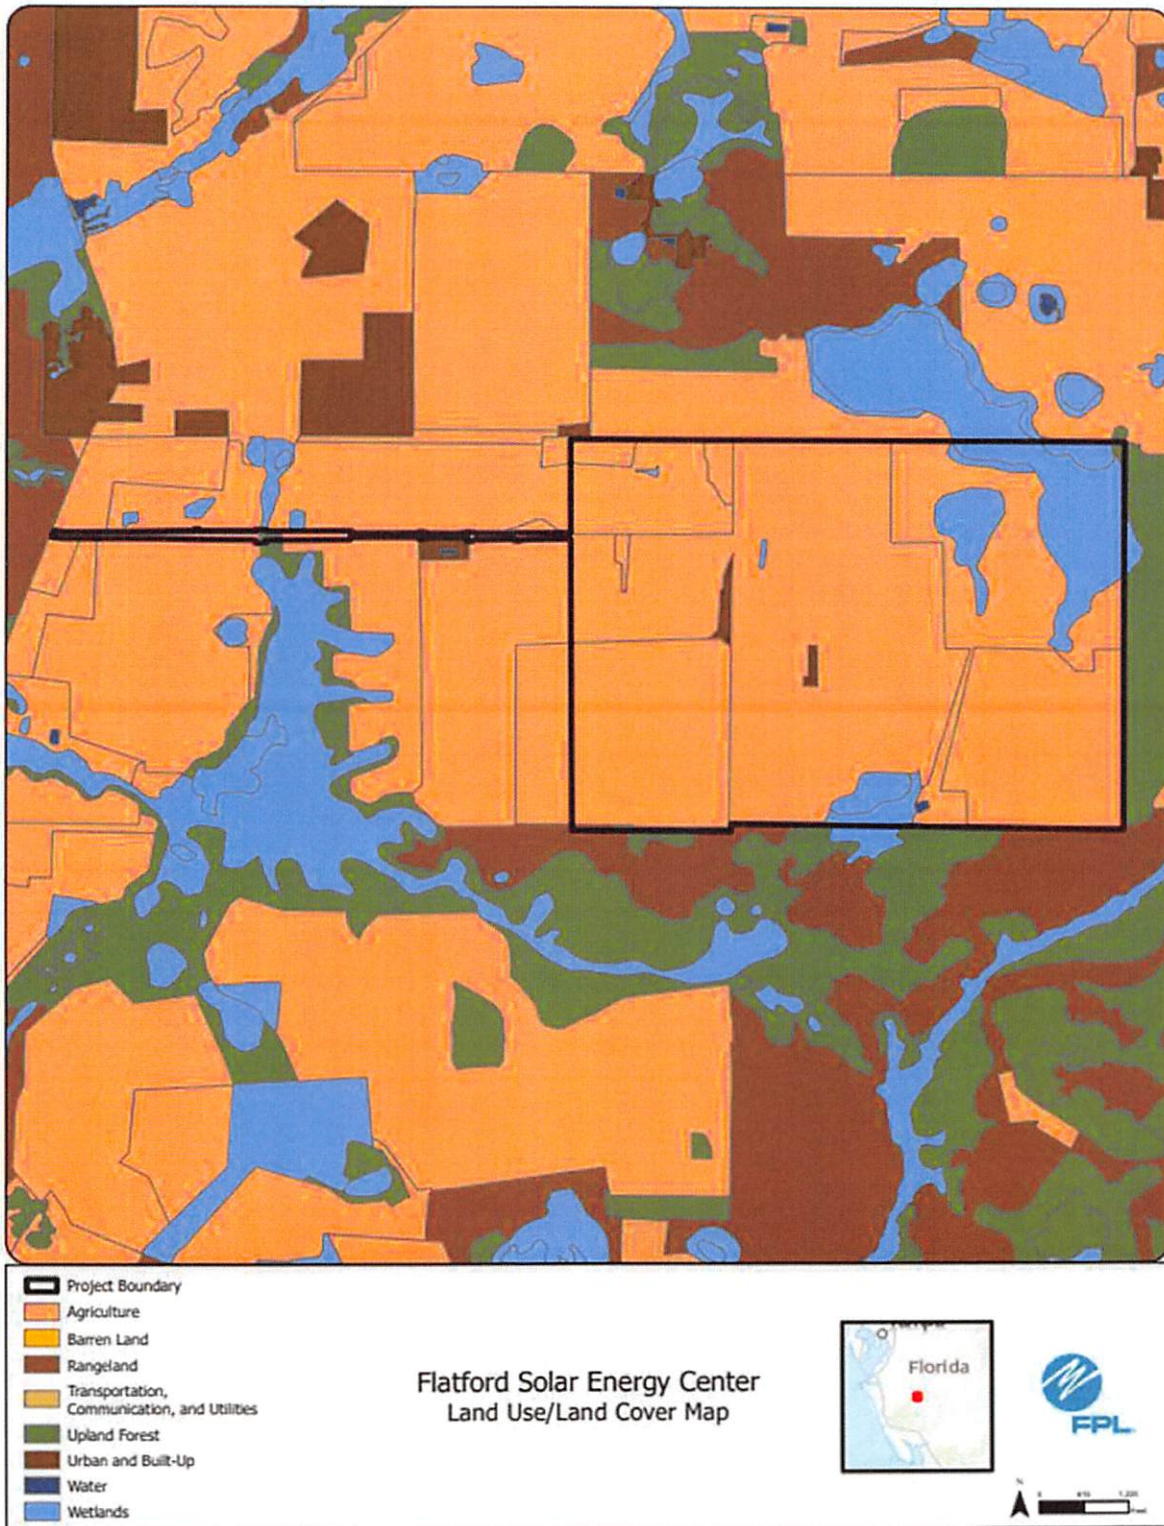 Project Boundary
Agriculture
Barren Land
Rangeland
Transportation,
Communication, and Utilities
Upland Forest
Urban and Built-Up
Water
Wetlands
Flatford Solar Energy Center
Land Use/Land Cover Map
Florida
FPL
N
0